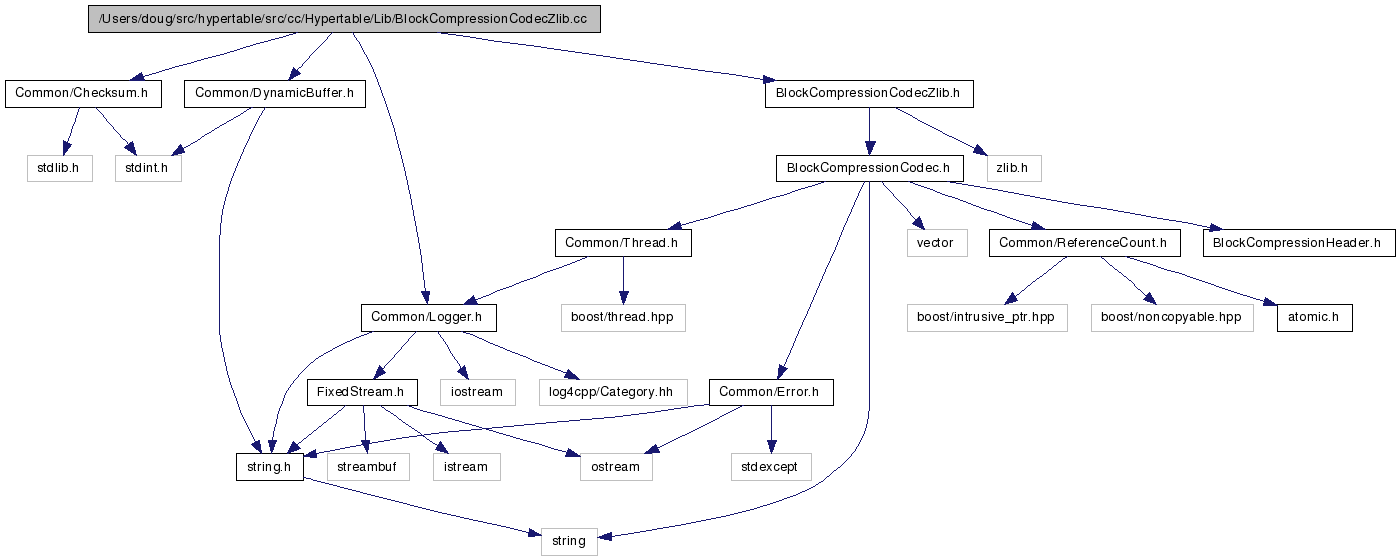 /Users/doug/src/hypertable/src/cc/Hypertable/Lib/BlockCompressionCodecZlib.cc
Common/Checksum.h
Common/DynamicBuffer.h
BlockCompressionCodecZlib.h
stdlib.h
stdint.h
BlockCompressionCodec.h
zlib.h
Common/Thread.h
vector
Common/ReferenceCount.h
BlockCompressionHeader.h
Common/Logger.h
boost/thread.hpp
boost/intrusive_ptr.hpp
boost/noncopyable.hpp
atomic.h
FixedStream.h
iostream
log4cpp/Category.hh
Common/Error.h
string.h
streambuf
istream
ostream
stdexcept
string